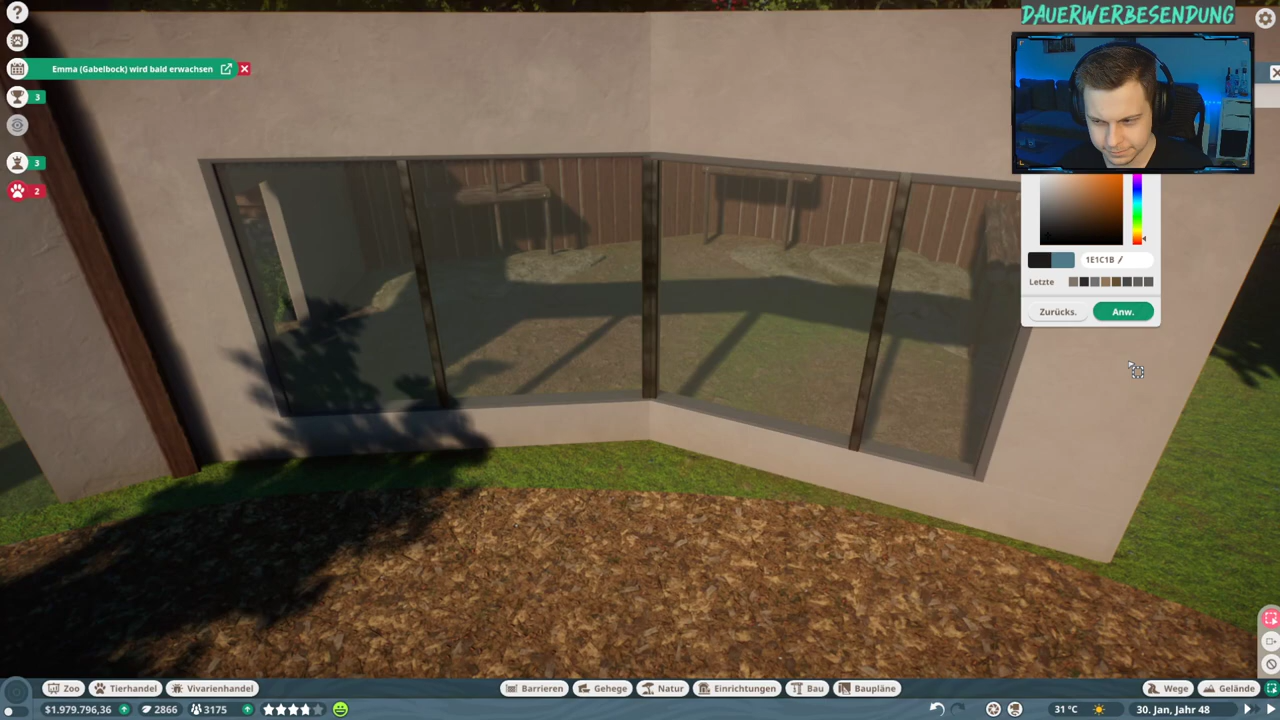 DAUERWERBESENDUNG
?
Emma (Gabelbock) wird bald erwachsen
3
3
2
1E1C1B
Letzte
Zurücks.
Anw.
Zoo
Tierhandel
Vivarienhandel
Barrieren
Gehege
Natur
Einrichtungen
Bau
Baupläne
Wege
Gelände
$1.979.796,36
2866
3175
31 °C
30. Jan, Jahr 48